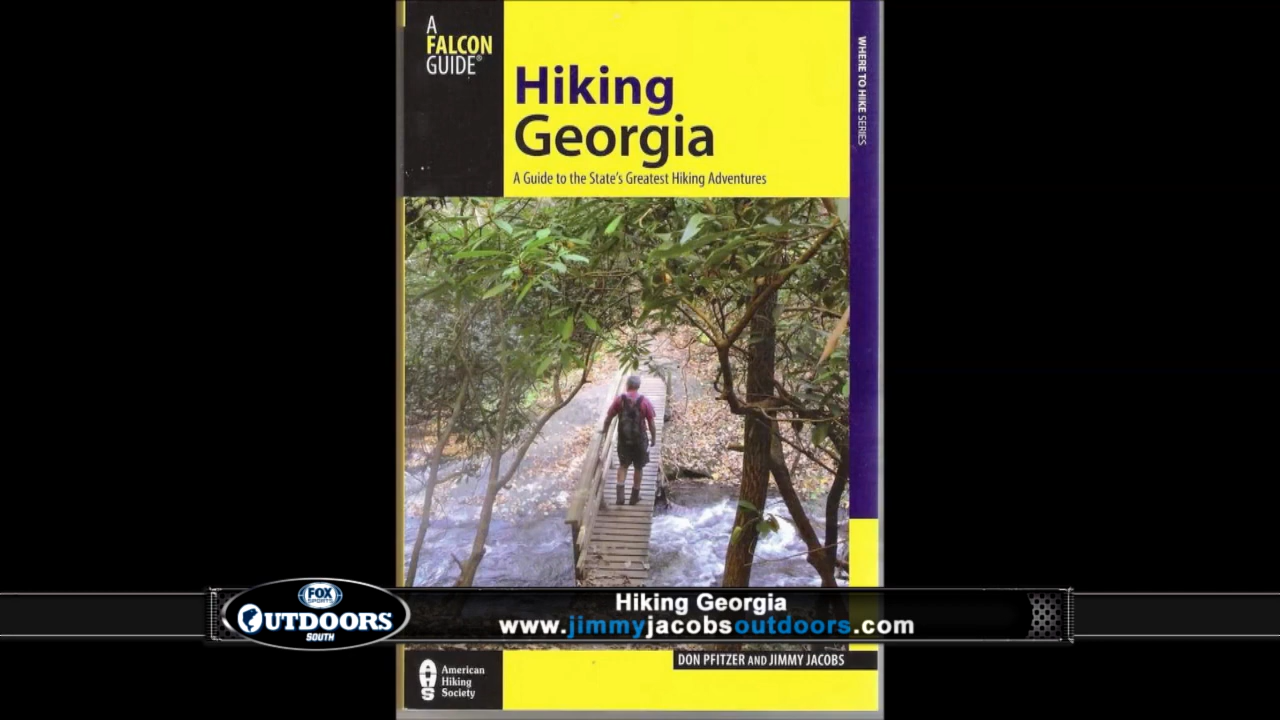 A
FALCON
GUIDE®
Hiking
Georgia
A Guide to the State's Greatest Hiking Adventures
WHERE TO HIKE SERIES
FOX
SPORTS
OUTDOORS
SOUTH
Hiking Georgia
www.jimmyjacobsoutdoors.com
DON PFITZER AND JIMMY JACOBS
AHS
American
Hiking
Society